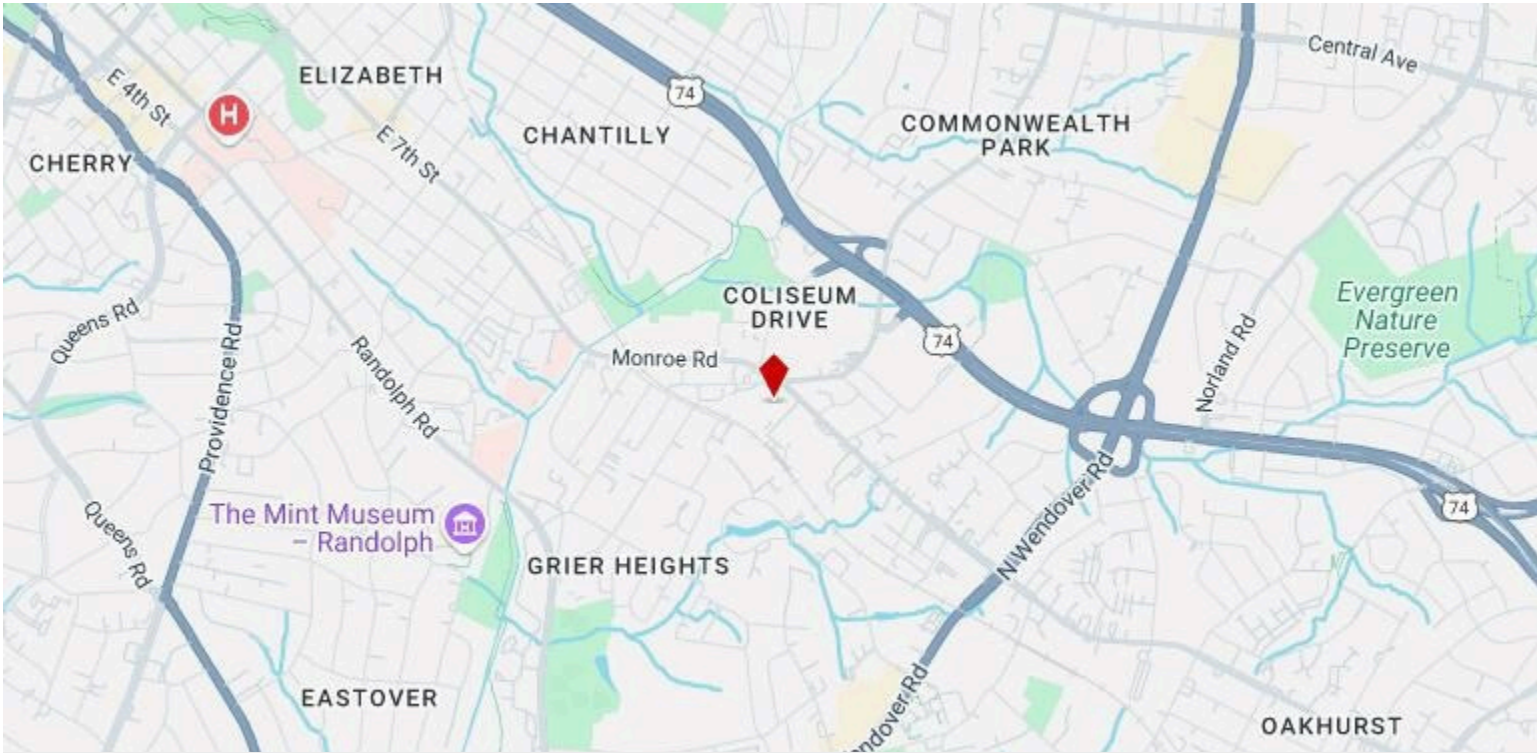 Central Ave
ELIZABETH
E 4th St
74
H
CHANTILLY
COMMONWEALTH
PARK
E 7th St
CHERRY
COLISEUM
DRIVE
Evergreen
Nature
Preserve
Queens Rd
Providence Rd
Randolph Rd
Monroe Rd
74
Norland Rd
The Mint Museum
– Randolph
Queens Rd
N Wendover Rd
74
GRIER HEIGHTS
EASTOVER
endover Rd
OAKHURST